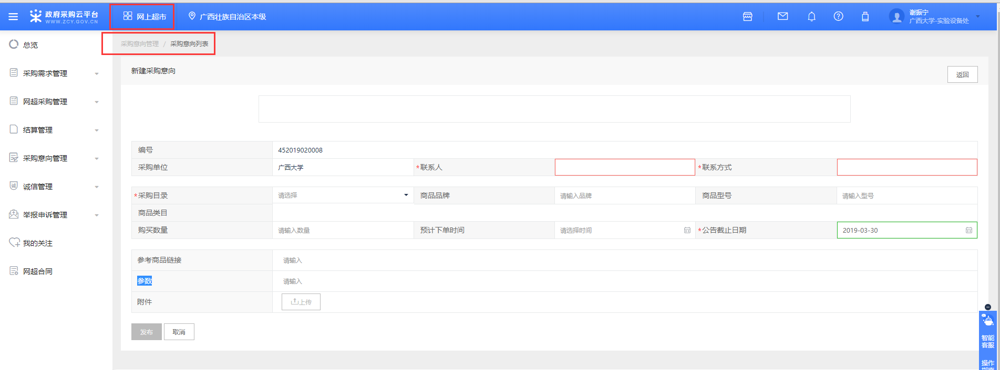 政府采购云平台
WWW.ZCY.GOV.CN
网上超市
广西壮族自治区本级
谢振宁
广西大学-实验设备处
总览
采购需求管理
网超采购管理
结算管理
采购意向管理
诚信管理
举报申诉管理
我的关注
网超合同
采购意向管理 / 采购意向列表
新建采购意向
返回
编号 452019020008
采购单位 广西大学 *联系人 *联系方式
*采购目录 请选择 商品品牌 请输入品牌 商品型号 请输入型号
商品类目
购买数量 请输入数量 预计下单时间 请选择时间 *公告截止日期 2019-03-30
参考商品链接 请输入
参数 请输入
附件 上传
发布 取消
智能
客服
操作
指南